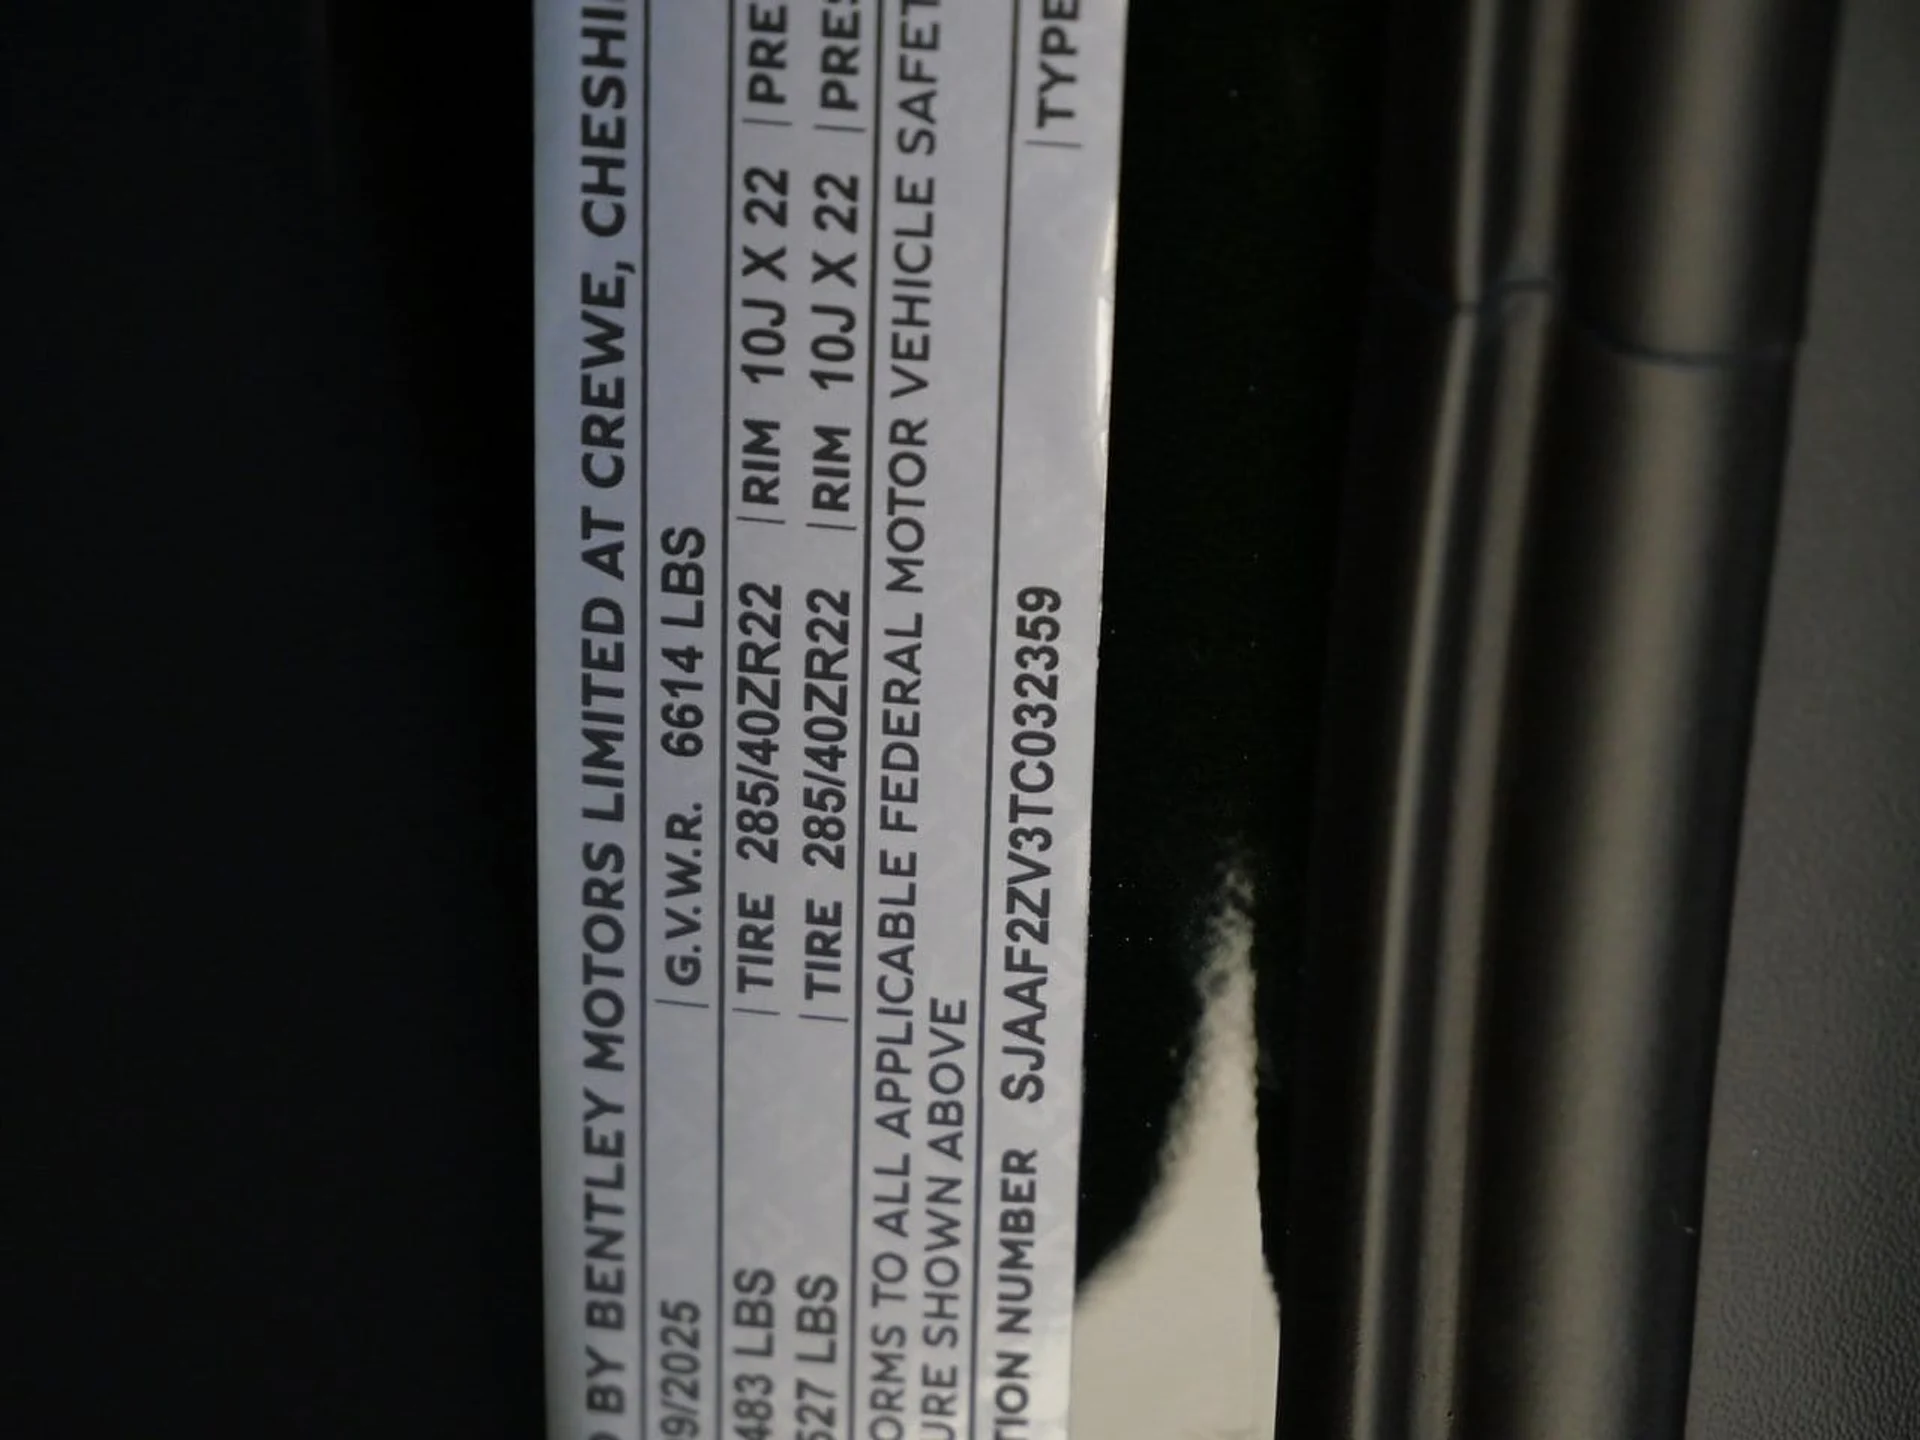 BY BENTLEY MOTORS LIMITED AT CREWE, CHESHI
9/2025 | G.V.W.R. 6614 LBS
483 LBS | TIRE 285/40ZR22 | RIM 10J X 22 | PRE
527 LBS | TIRE 285/40ZR22 | RIM 10J X 22 | PRES
ORMS TO ALL APPLICABLE FEDERAL MOTOR VEHICLE SAFET
URE SHOWN ABOVE
TION NUMBER SJAAF2ZV3TC032359 | TYPE